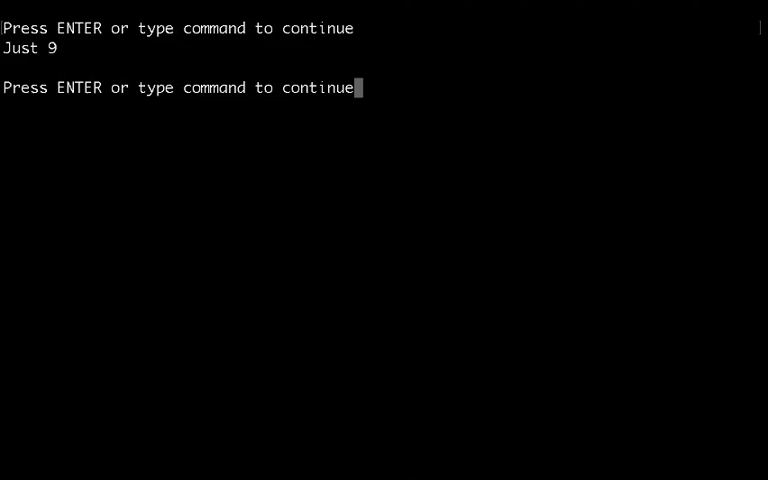 Press ENTER or type command to continue
Just 9
Press ENTER or type command to continue